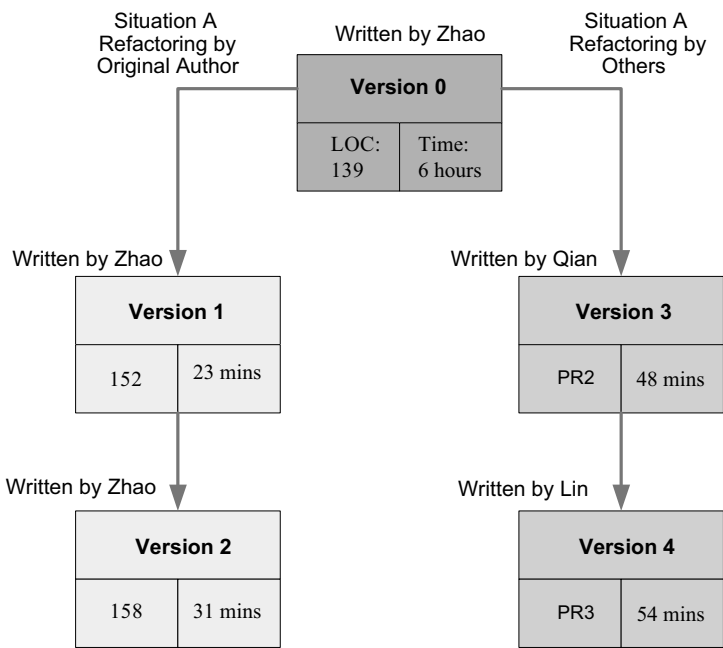 Situation A
Refactoring by
Original Author
Written by Zhao
Situation A
Refactoring by
Others
Version 0
LOC:
139
Time:
6 hours
Written by Zhao
Version 1
152
23 mins
Written by Qian
Version 3
PR2
48 mins
Written by Zhao
Version 2
158
31 mins
Written by Lin
Version 4
PR3
54 mins